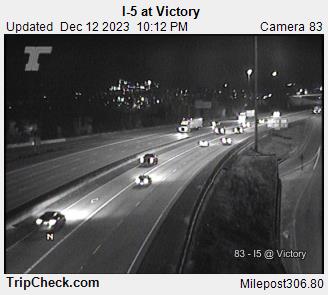 I-5 at Victory
Updated Dec 12 2023 10:12 PM Camera 83
T
N
83 - I5 @ Victory
TripCheck.com Milepost306.80